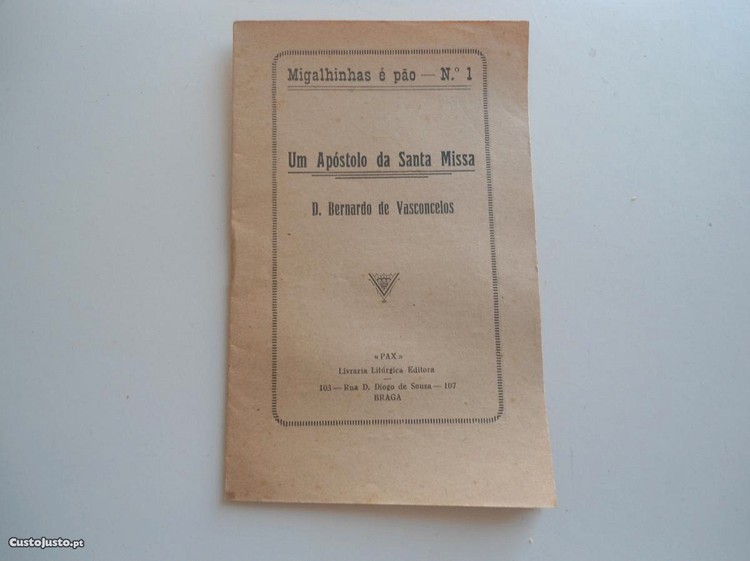 Migalhinhas é pão — N.º 1
Um Apóstolo da Santa Missa
D. Bernardo de Vasconcelos
«PAX»
Livraria Litúrgica Editora
103 — Rua D. Diogo de Sousa — 107
BRAGA
CustoJusto.pt